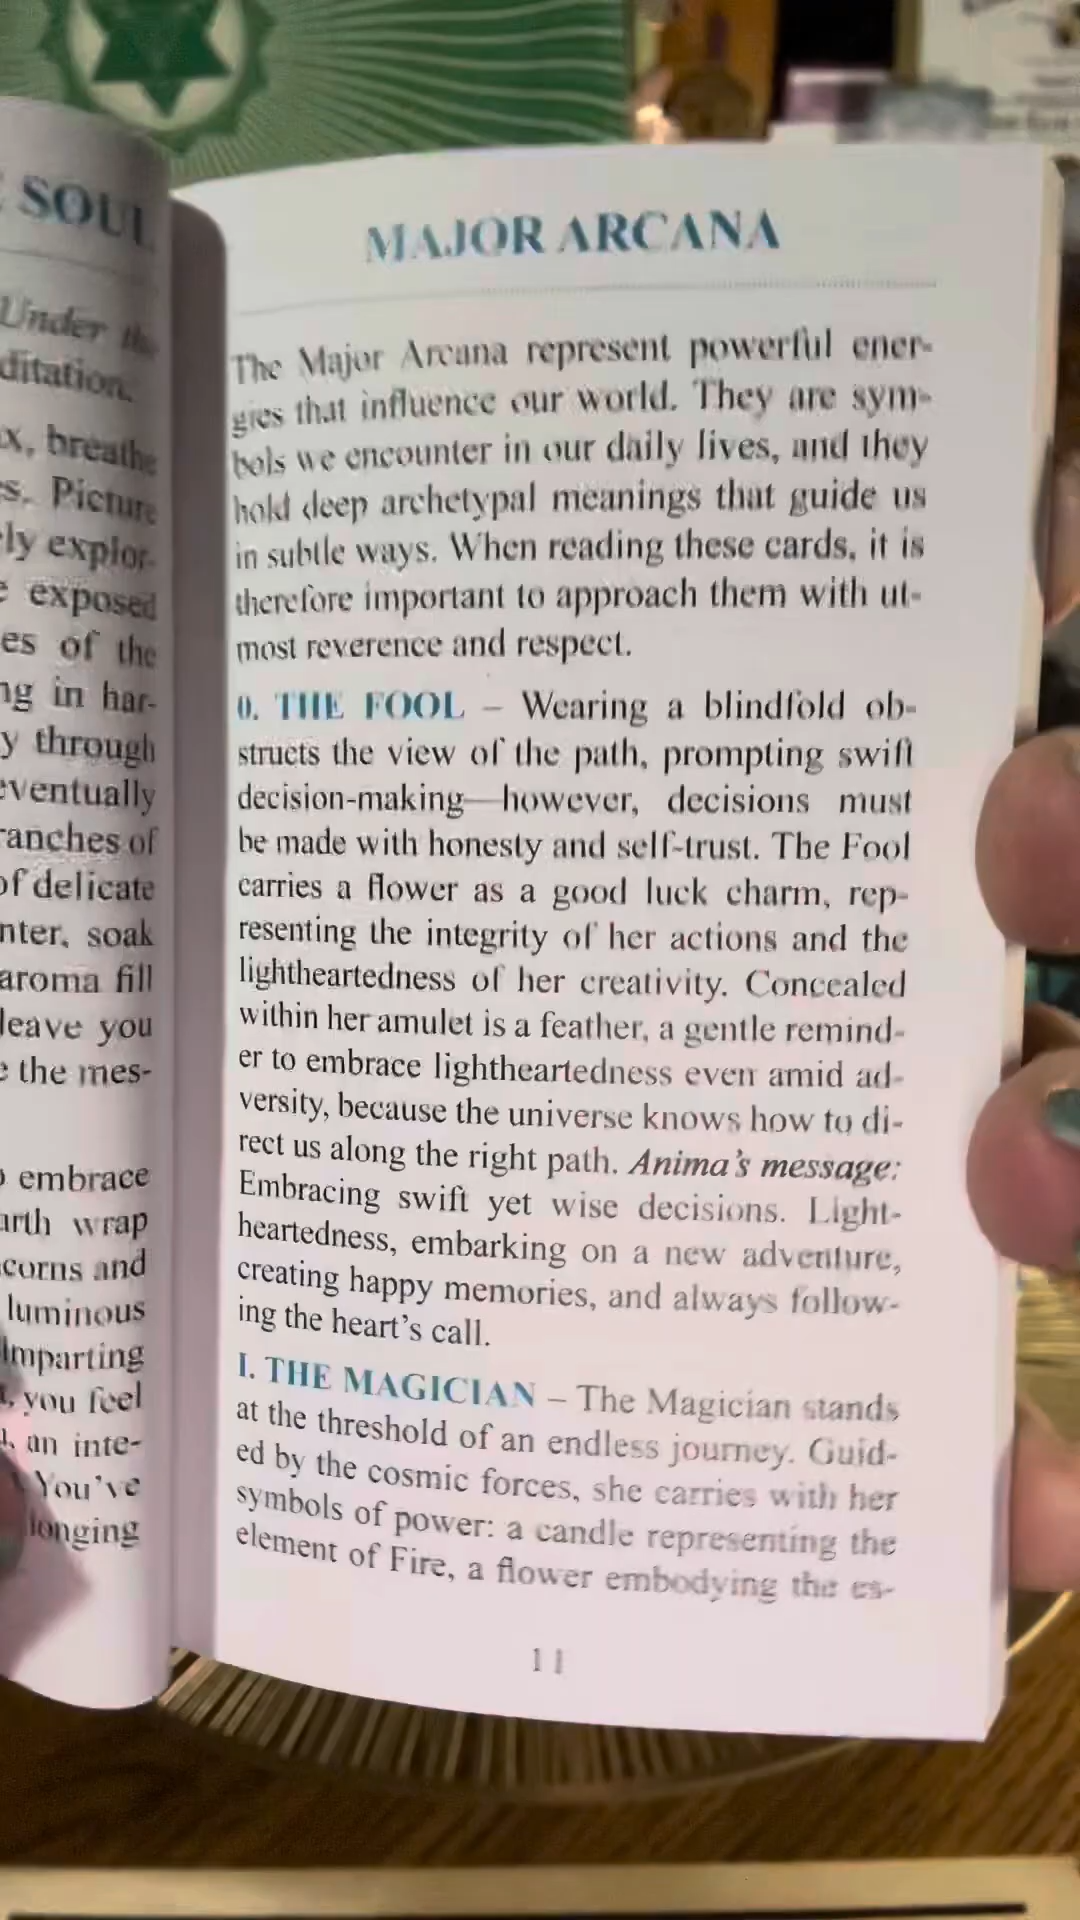 SOUL
Under the
ditation.
x, breathe
s. Picture
ly explor-
exposed
es of the
ng in har-
y through
eventually
ranches of
of delicate
nter, soak
aroma fill
leave you
e the mes-
embrace
arth wrap
corns and
luminous
Imparting
, you feel
, an inte-
You've
longing
MAJOR ARCANA
The Major Arcana represent powerful ener-
gies that influence our world. They are sym-
bols we encounter in our daily lives, and they
hold deep archetypal meanings that guide us
in subtle ways. When reading these cards, it is
therefore important to approach them with ut-
most reverence and respect.
0. THE FOOL – Wearing a blindfold ob-
structs the view of the path, prompting swift
decision-making—however, decisions must
be made with honesty and self-trust. The Fool
carries a flower as a good luck charm, rep-
resenting the integrity of her actions and the
lightheartedness of her creativity. Concealed
within her amulet is a feather, a gentle remind-
er to embrace lightheartedness even amid ad-
versity, because the universe knows how to di-
rect us along the right path. Anima's message:
Embracing swift yet wise decisions. Light-
heartedness, embarking on a new adventure,
creating happy memories, and always follow-
ing the heart's call.
I. THE MAGICIAN – The Magician stands
at the threshold of an endless journey. Guid-
ed by the cosmic forces, she carries with her
symbols of power: a candle representing the
element of Fire, a flower embodying the es-
11